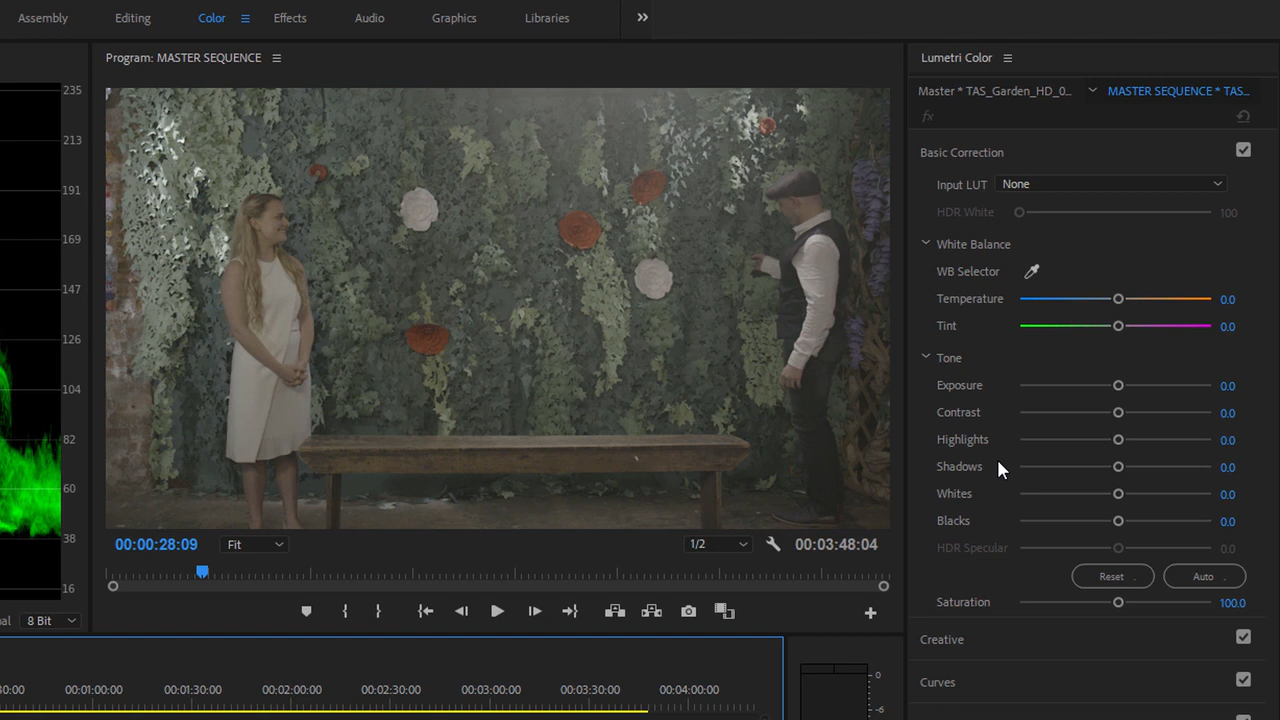 Assembly Editing Color Effects Audio Graphics Libraries
Program: MASTER SEQUENCE
Lumetri Color
Master * TAS_Garden_HD_0... MASTER SEQUENCE * TAS...
fx
Basic Correction
Input LUT None
HDR White 100
White Balance
WB Selector
Temperature 0.0
Tint 0.0
Tone
Exposure 0.0
Contrast 0.0
Highlights 0.0
Shadows 0.0
Whites 0.0
Blacks 0.0
HDR Specular 0.0
Reset Auto
Saturation 100.0
Creative
Curves
235
213
191
169
147
126
104
82
60
38
16
8 Bit
00:00:28:09 Fit 1/2 00:03:48:04
00:01:00:00 00:01:30:00 00:02:00:00 00:02:30:00 00:03:00:00 00:03:30:00 00:04:00:00
0
-6